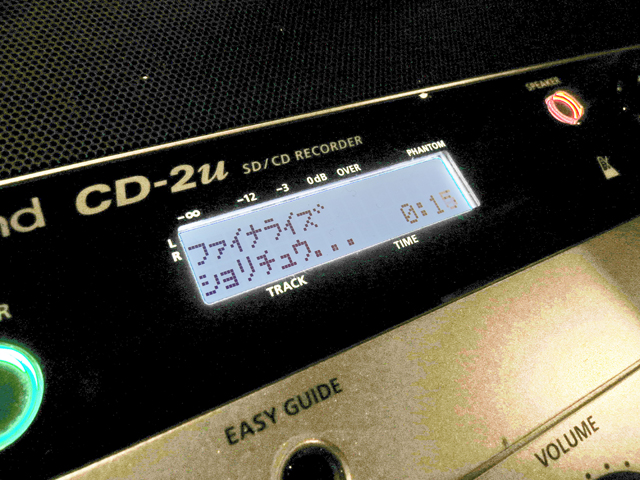 SPEAKER
nd CD-2u SD/CD RECORDER
-∞ -12 -3 0dB OVER PHANTOM
L
R
ファイナライズ
ショリチュウ... 0:15
TRACK TIME
R
EASY GUIDE
VOLUME